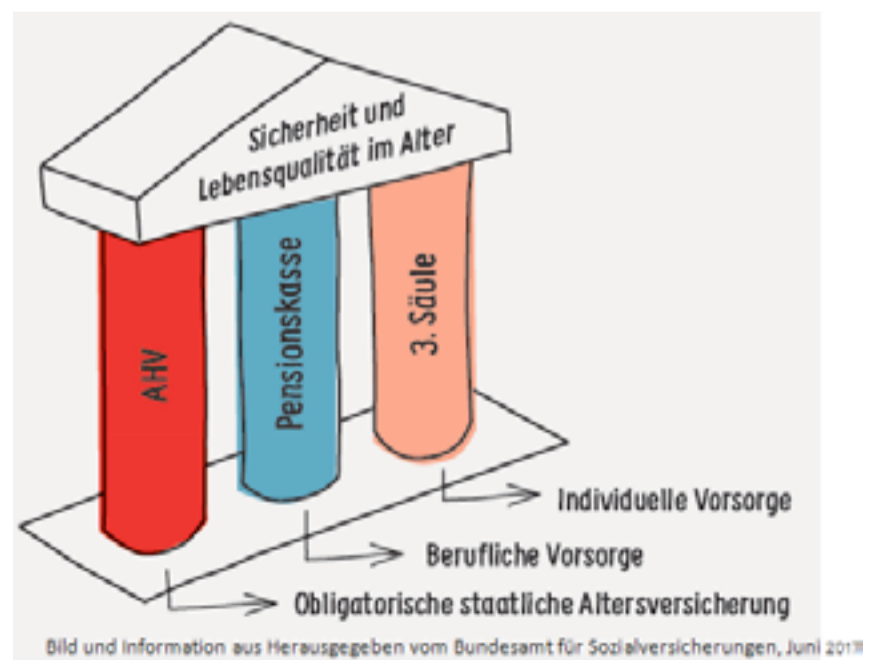 Sicherheit und
Lebensqualität im Alter
AHV
Pensionskasse
3. Säule
Individuelle Vorsorge
Berufliche Vorsorge
Obligatorische staatliche Altersversicherung
Bild und Information aus Herausgegeben vom Bundesamt für Sozialversicherungen, Juni